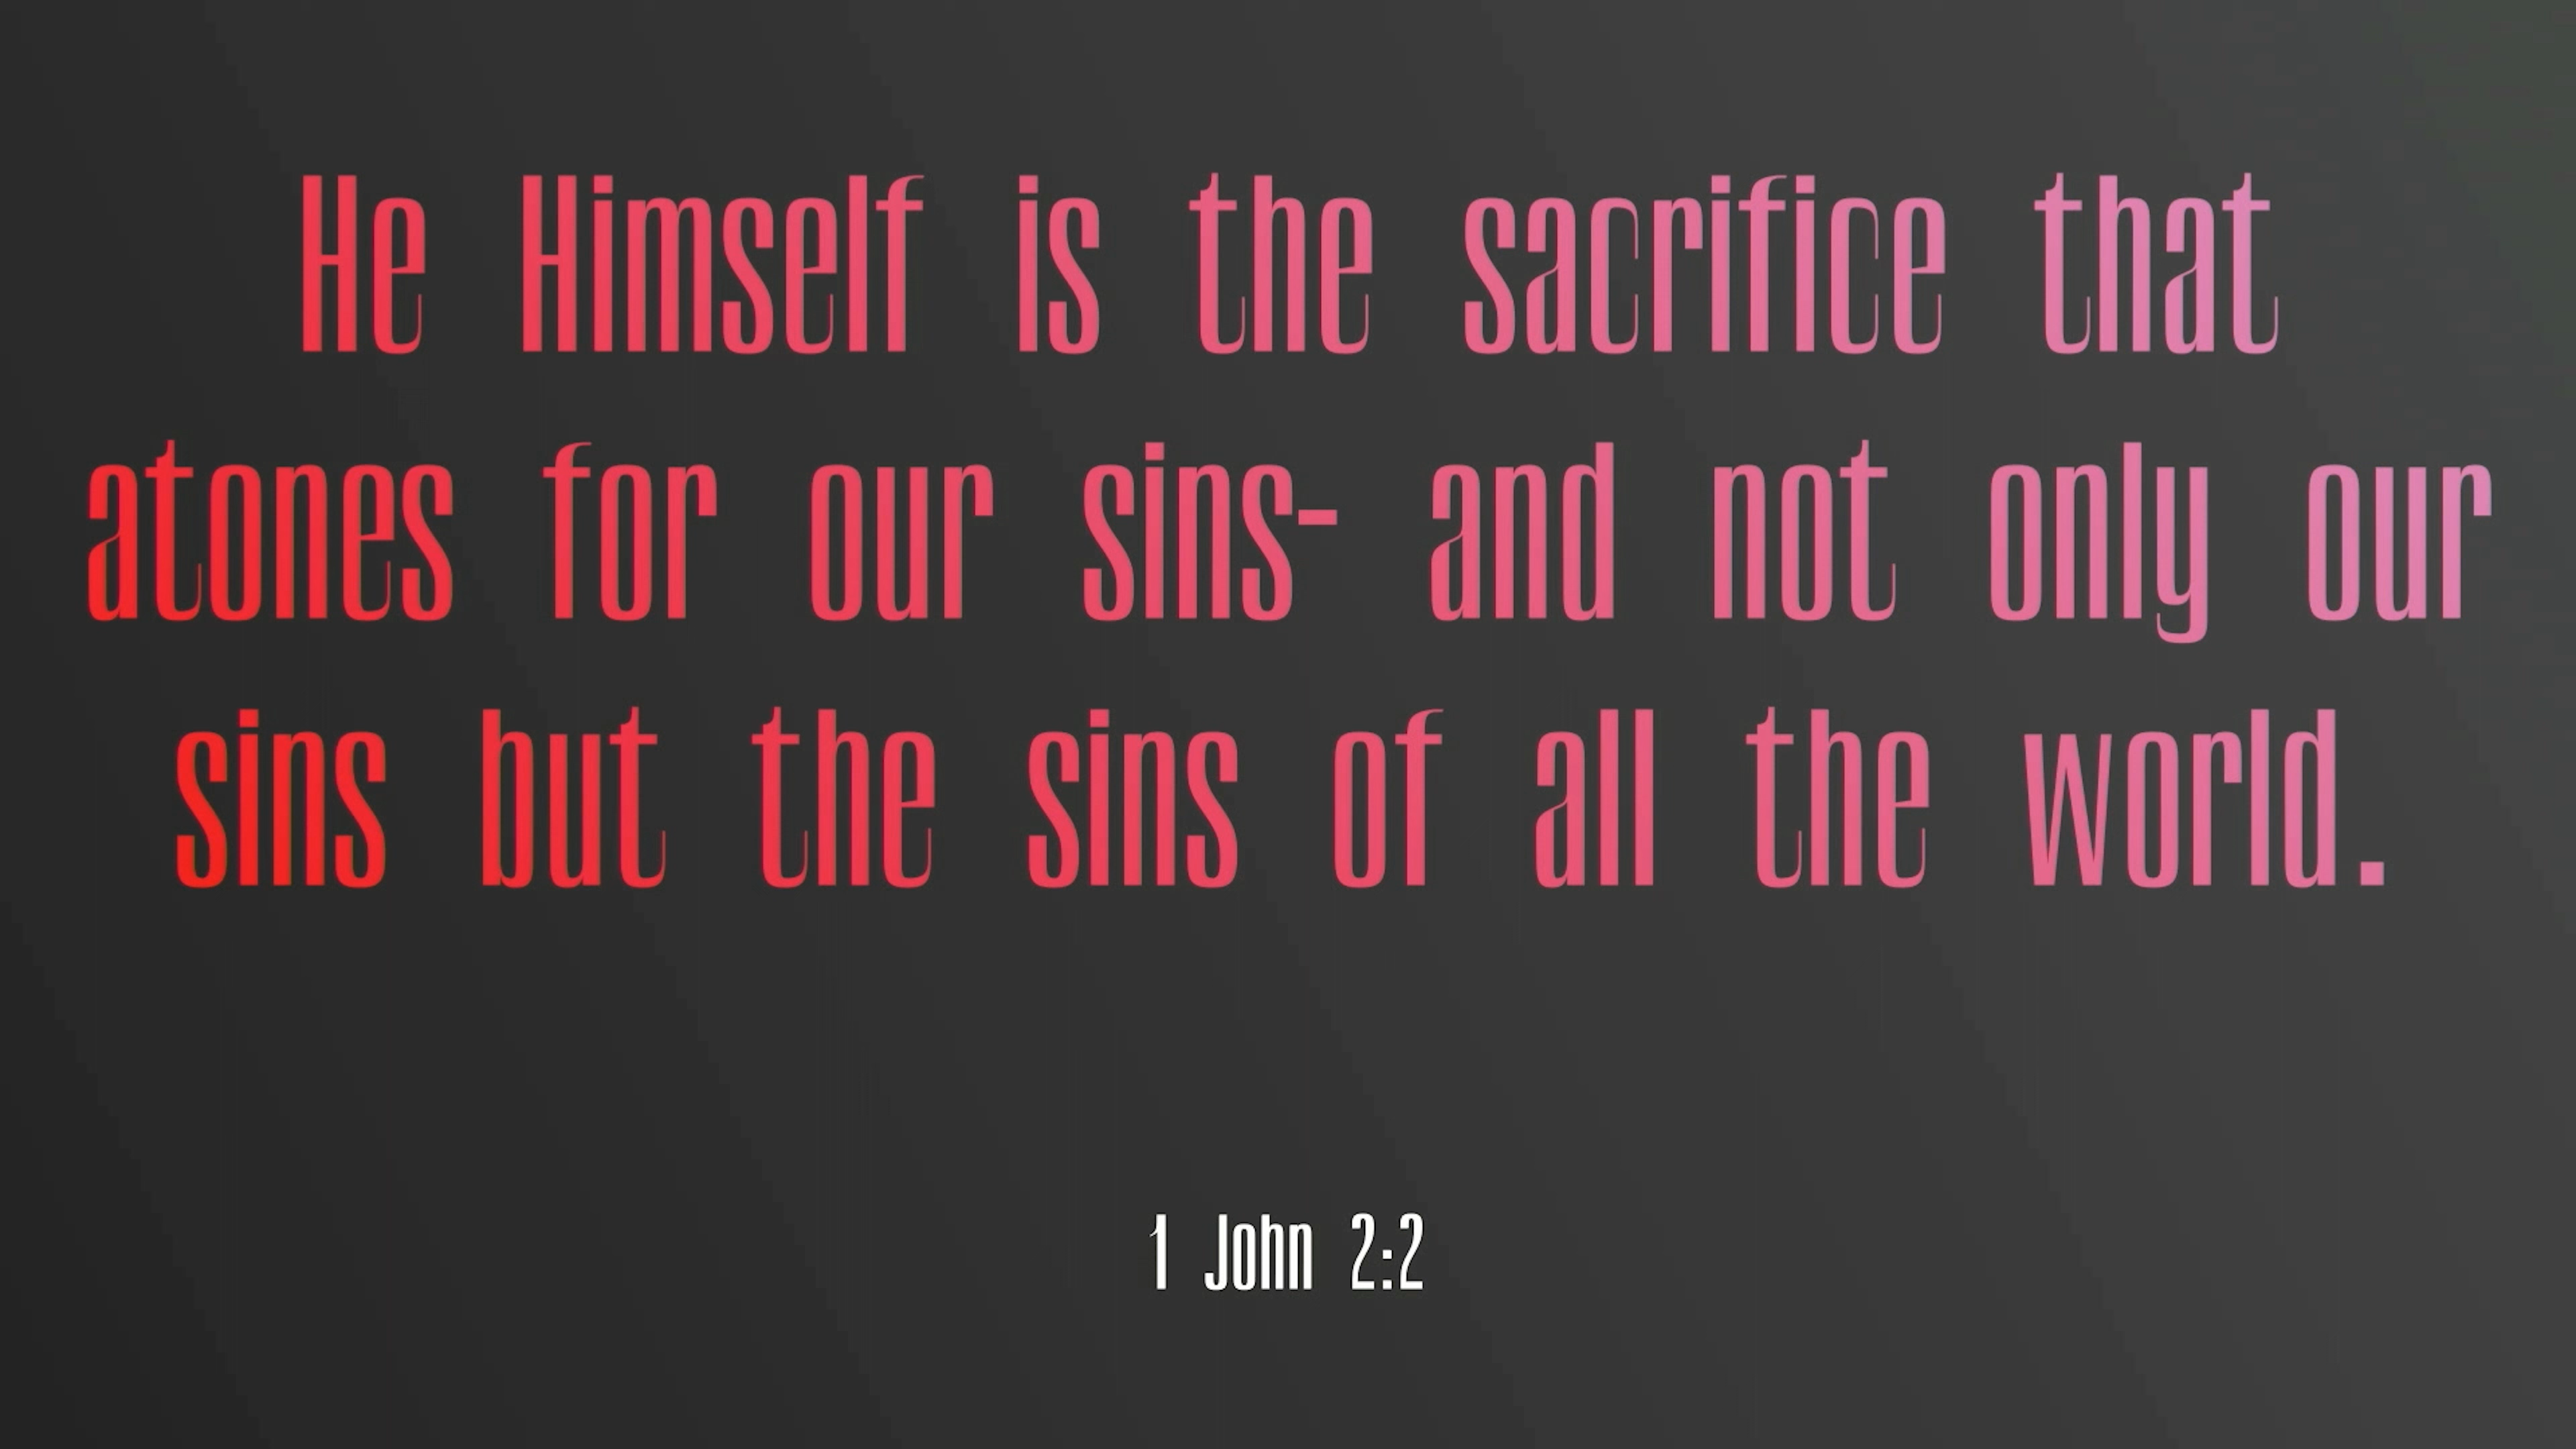 He Himself is the sacrifice that
atones for our sins- and not only our
sins but the sins of all the world.
1 John 2:2